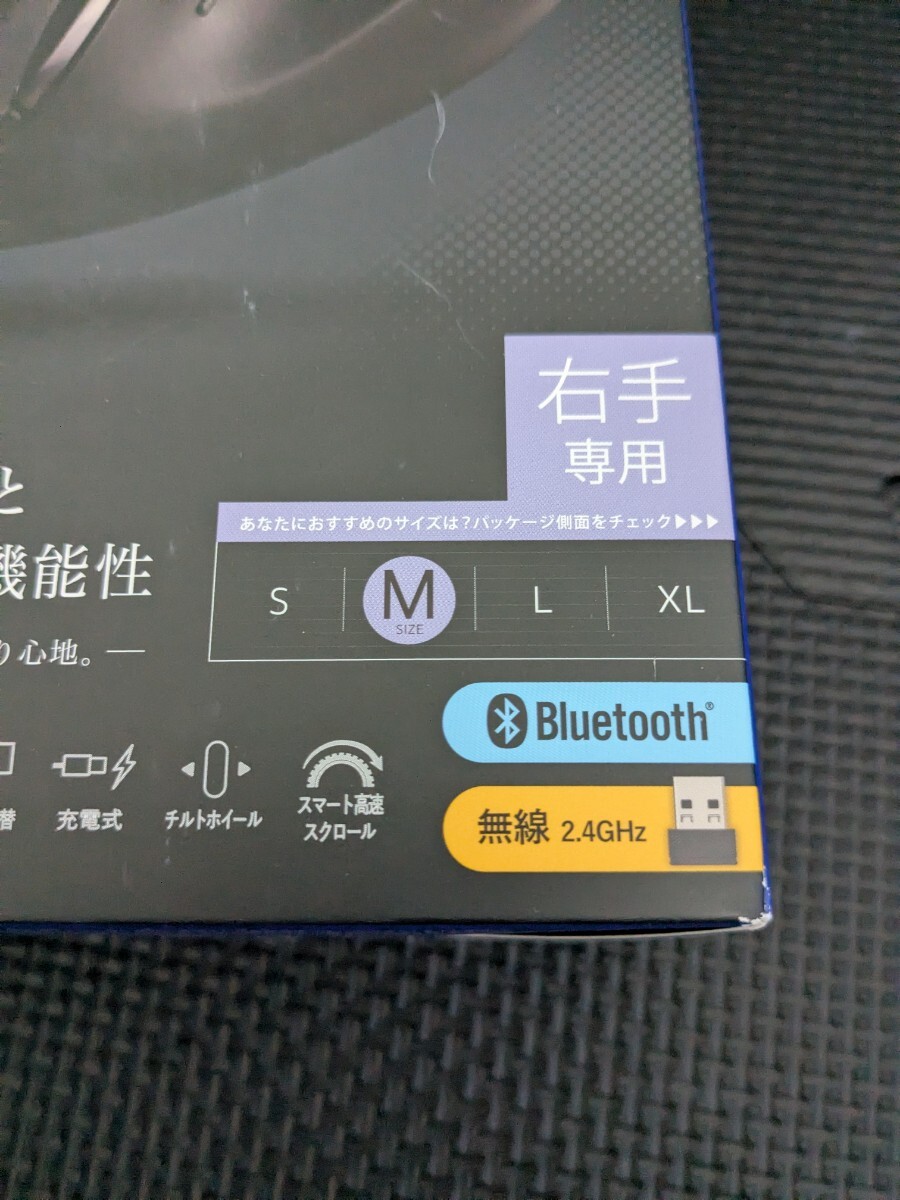 右手
専用
あなたにおすすめのサイズは?パッケージ側面をチェック▶▶▶
S
M
SIZE
L
XL
と
機能性
り心地。―
Bluetooth®
無線 2.4GHz
替
充電式
チルトホイール
スマート高速
スクロール